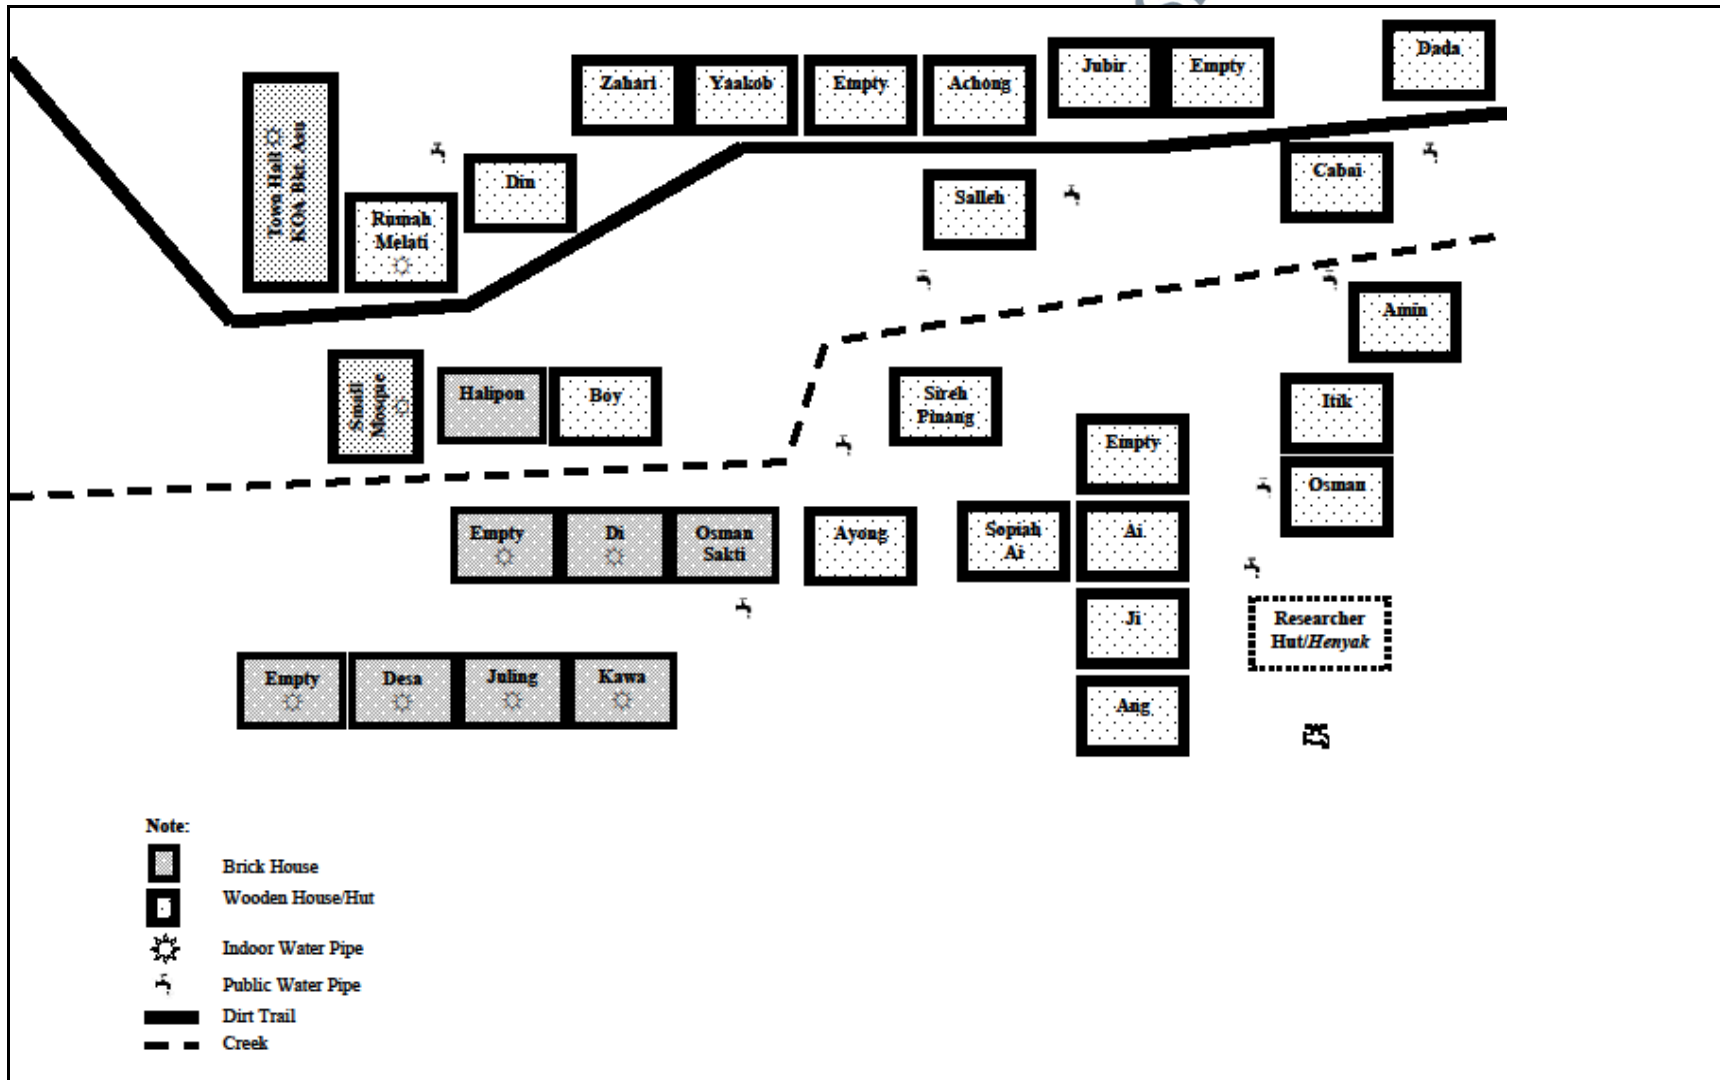 Dada
Jubir
Empty
Zahari
Yaakob
Empty
Achong
Town Hall
KOA Bkt. Asu
Din
Cabai
Salleh
Rumah
Melati
Amin
Small
Mosque
Halipon
Boy
Sireh
Pinang
Itik
Empty
Osman
Empty
Di
Osman
Sakti
Ayong
Sopiah
Ai
Ai
Ji
Researcher
Hut/Henyak
Empty
Desa
Juling
Kawa
Ang
Note:
Brick House
Wooden House/Hut
Indoor Water Pipe
Public Water Pipe
Dirt Trail
Creek